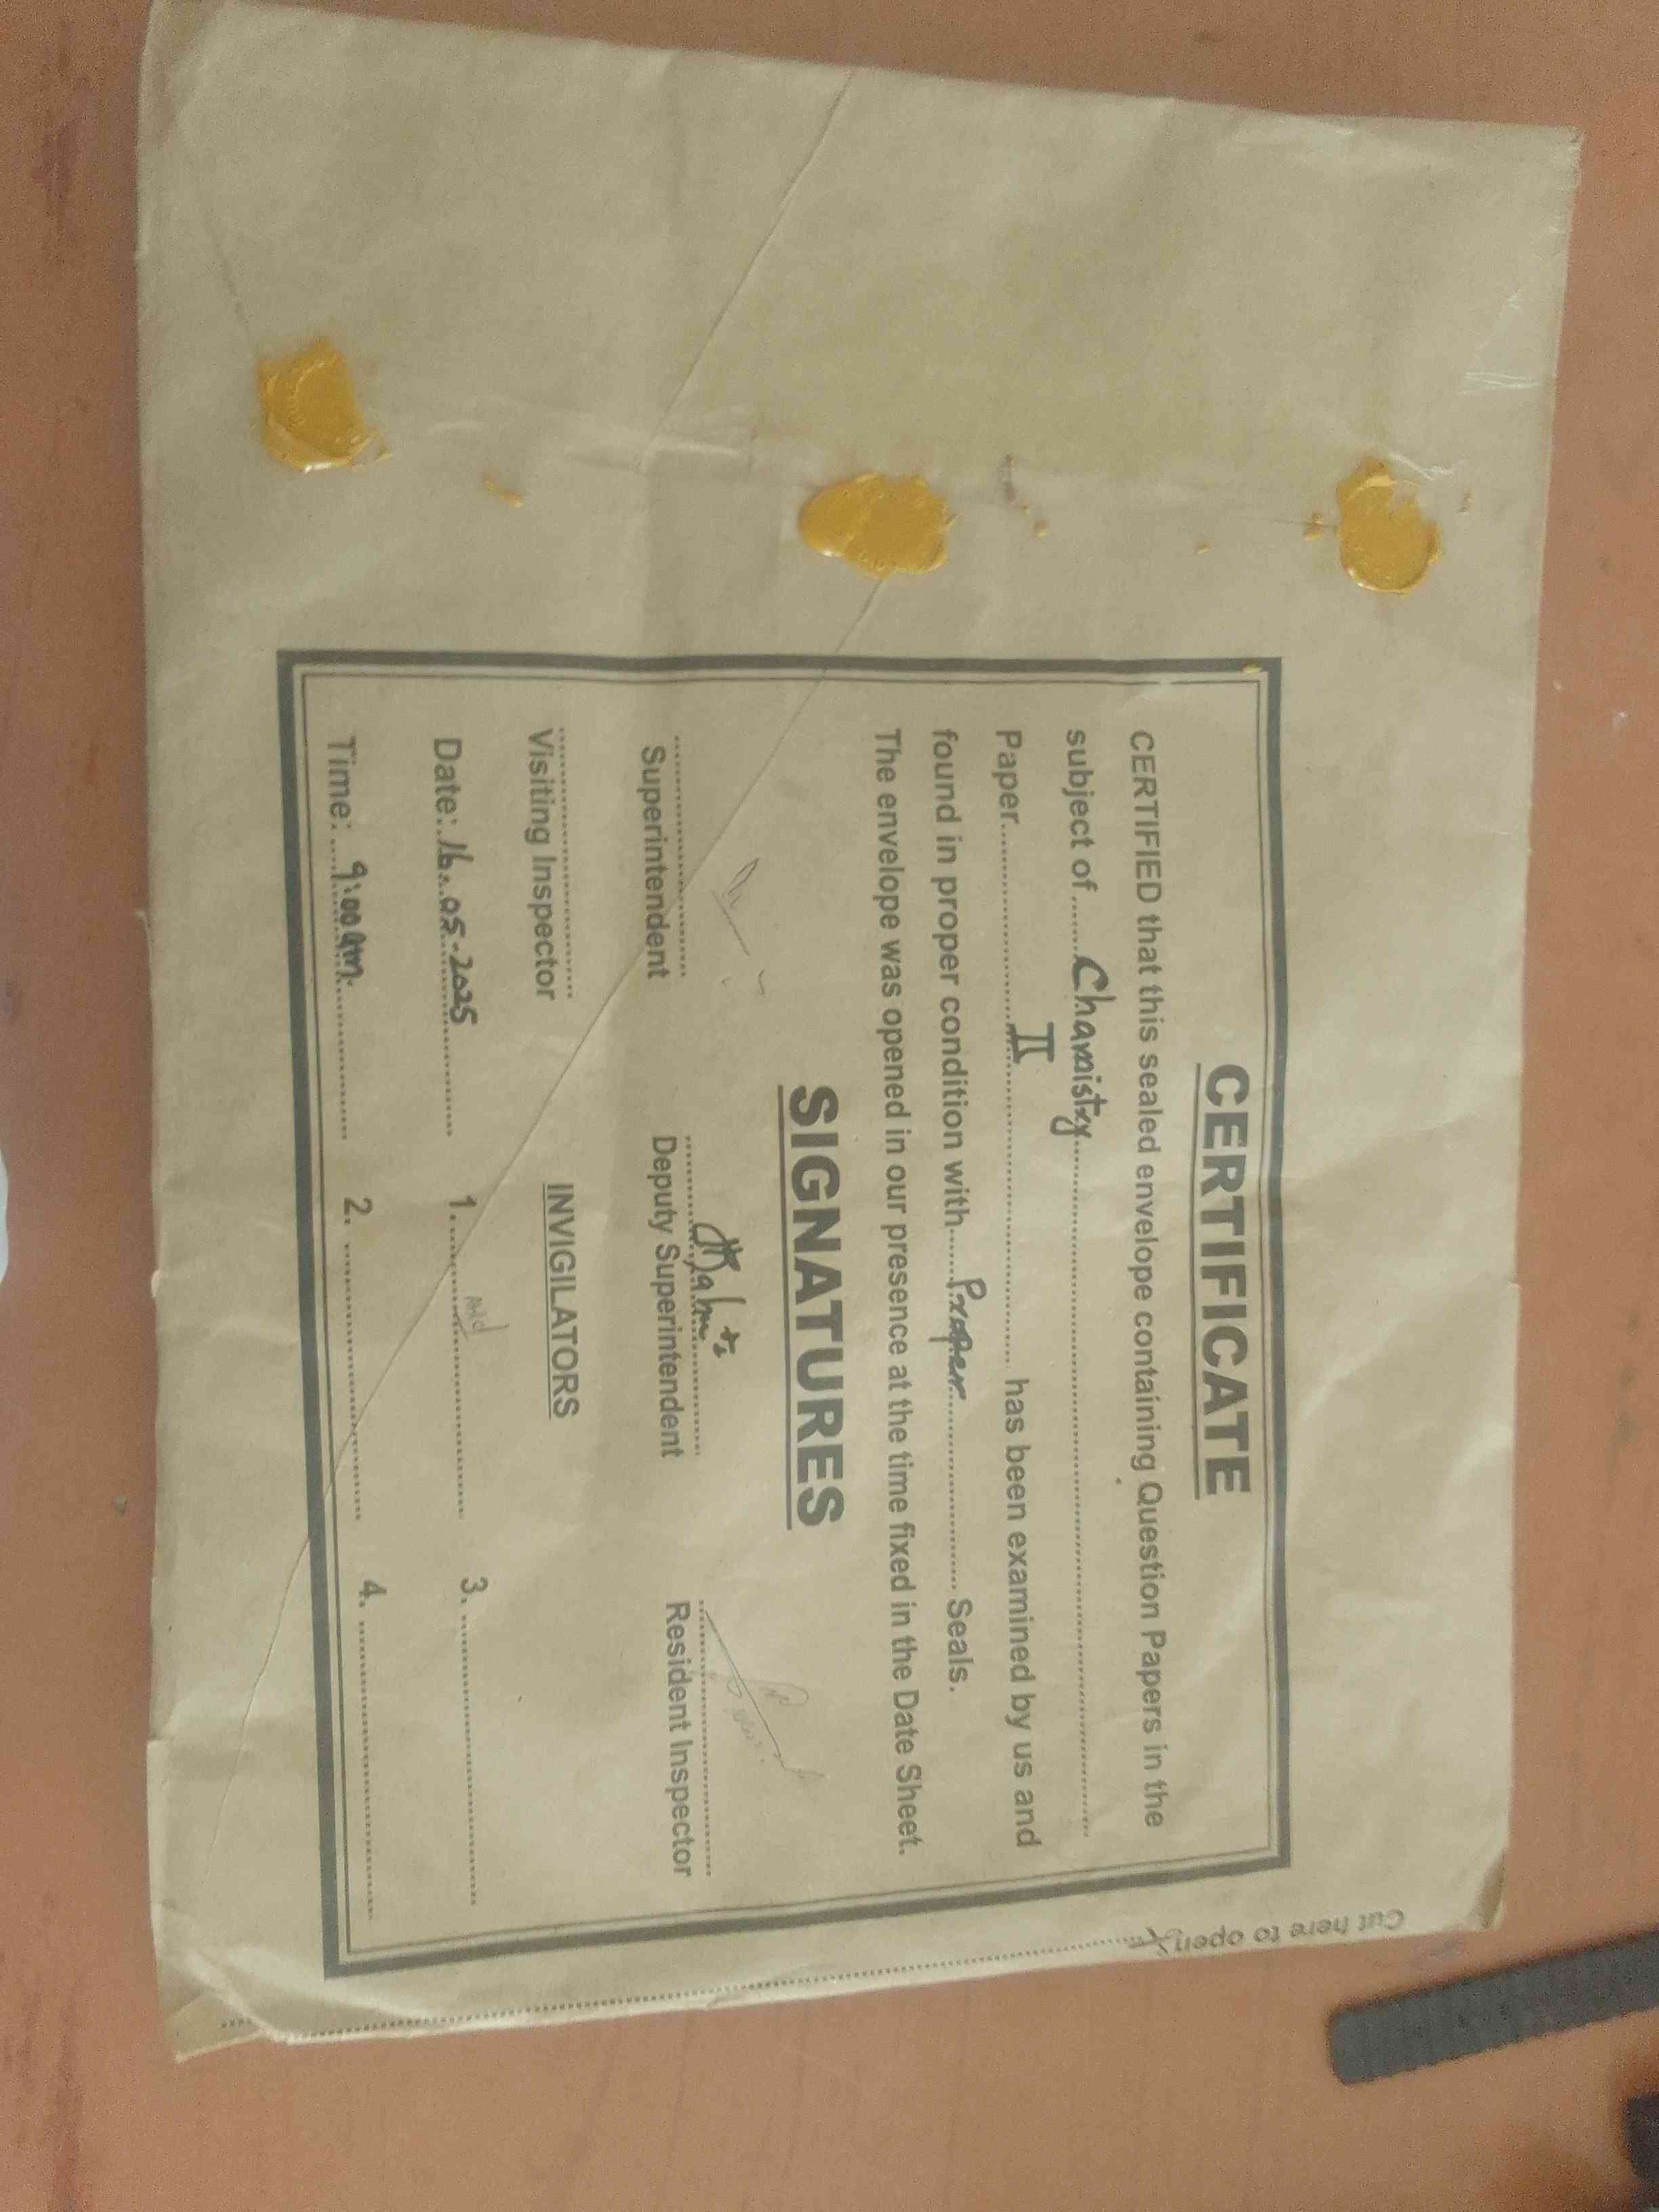 CERTIFICATE
CERTIFIED that this sealed envelope containing Question Papers in the
subject of ...... Chamistry ......
Paper ...... II ...... has been examined by us and
found in proper condition with ...... Praper ...... Seals.
The envelope was opened in our presence at the time fixed in the Date Sheet.
SIGNATURES
Superintendent Deputy Superintendent Resident Inspector
Visiting Inspector INVIGILATORS
Date: 16-05-2025 1. ...... 3. ......
Time: 9:00 am. 2. ...... 4. ......
Cut here to open